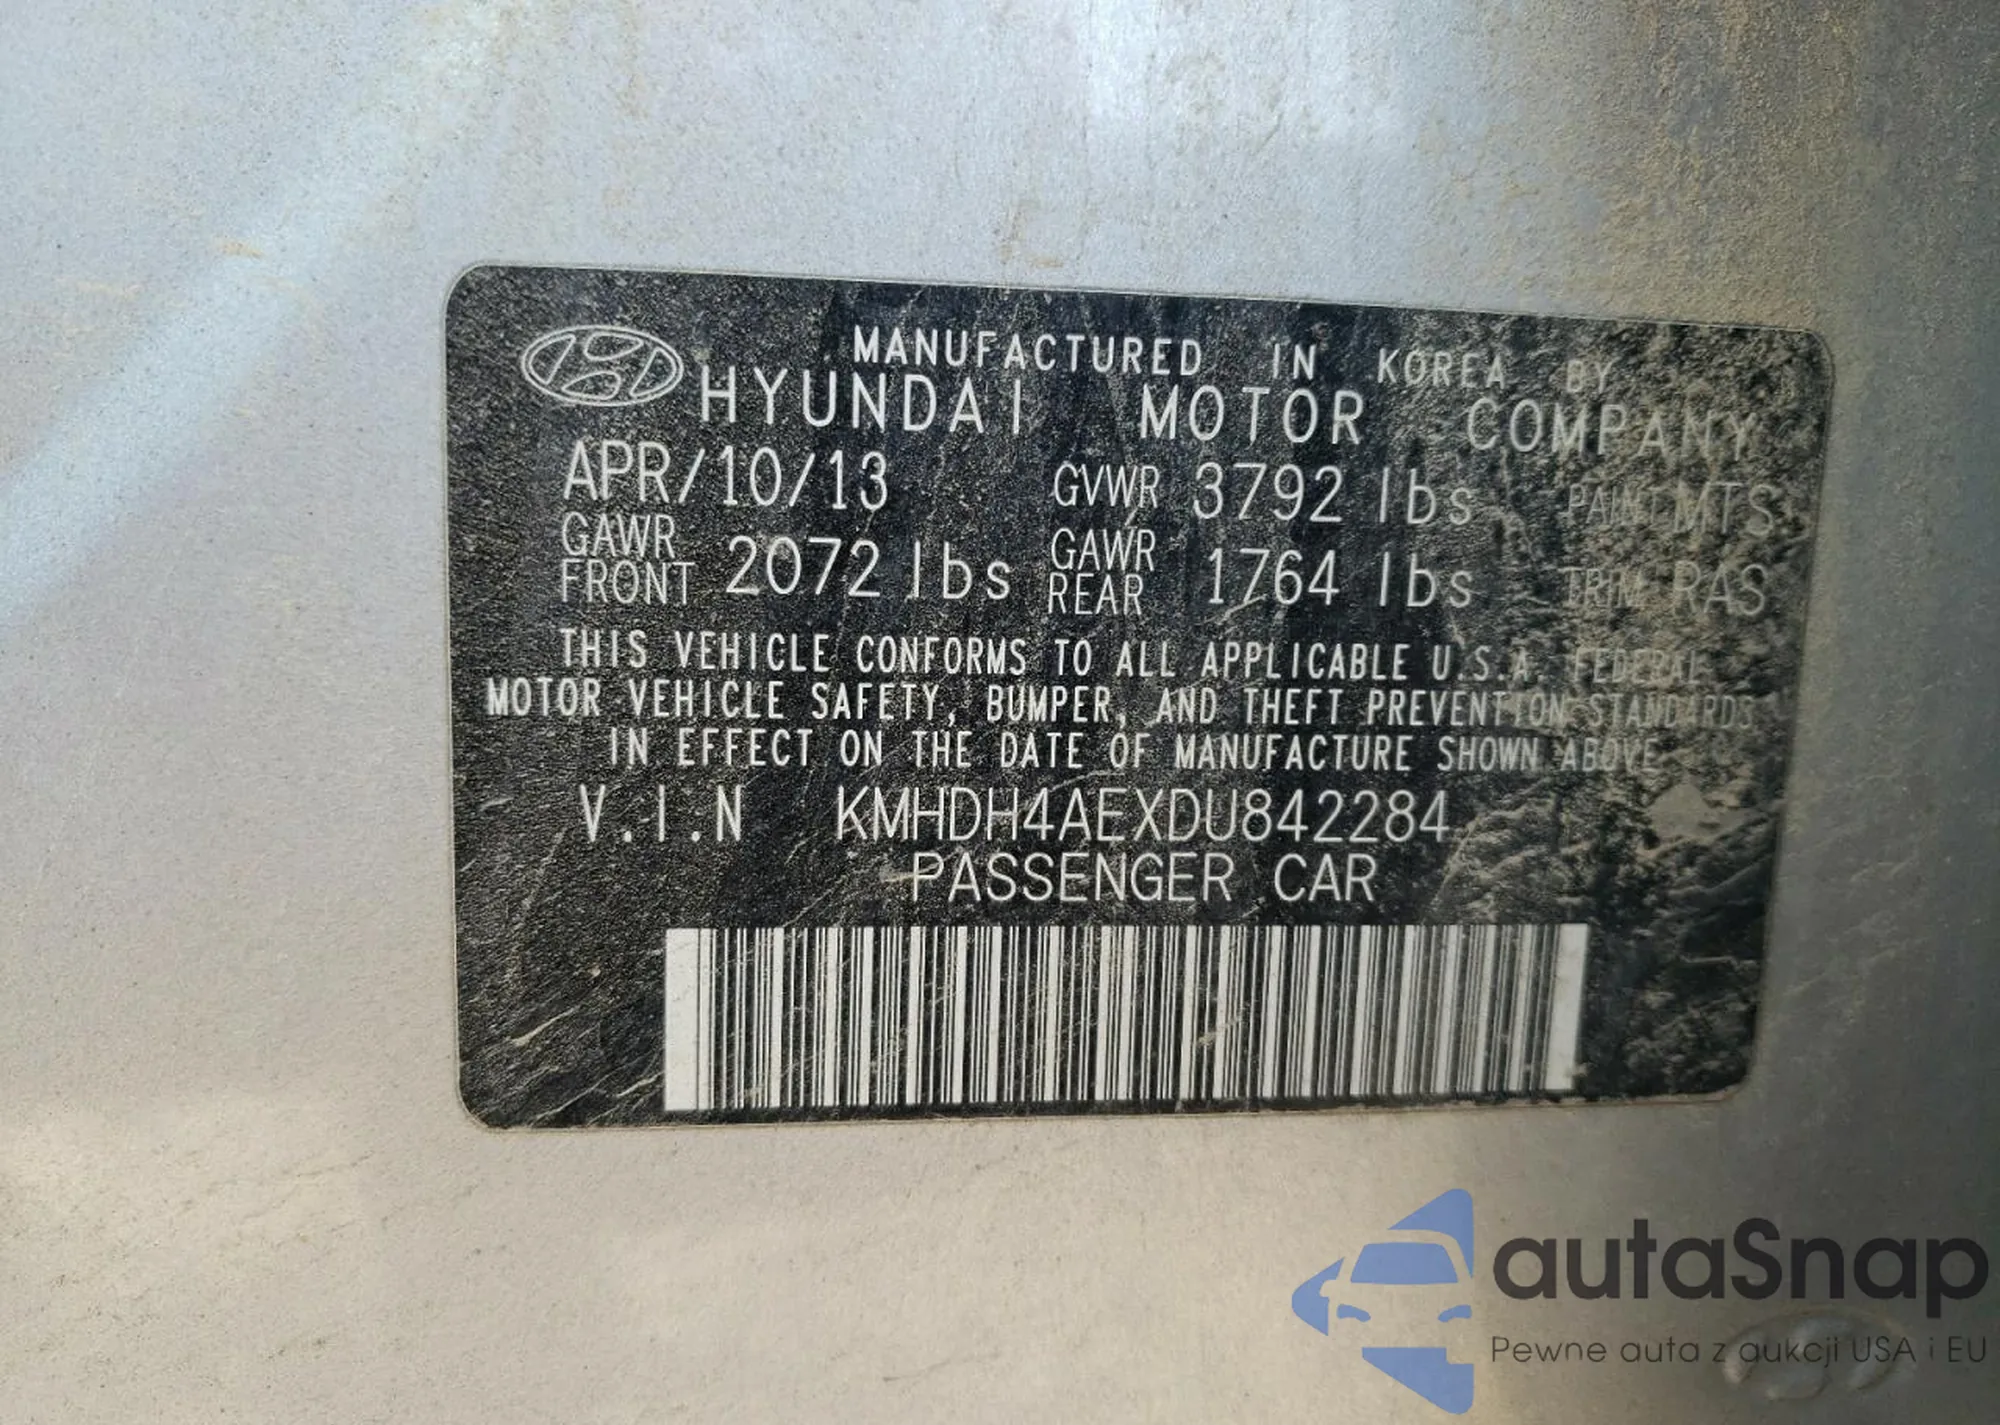 MANUFACTURED IN KOREA BY
HYUNDAI MOTOR COMPANY
APR/10/13 GVWR 3792 lbs PAINT MTS
GAWR FRONT 2072 lbs GAWR REAR 1764 lbs TRIM RAS
THIS VEHICLE CONFORMS TO ALL APPLICABLE U.S.A. FEDERAL
MOTOR VEHICLE SAFETY, BUMPER, AND THEFT PREVENTION STANDARDS
IN EFFECT ON THE DATE OF MANUFACTURE SHOWN ABOVE
V.I.N KMHDH4AEXDU842284
PASSENGER CAR
autaSnap
Pewne auta z aukcji USA i EU